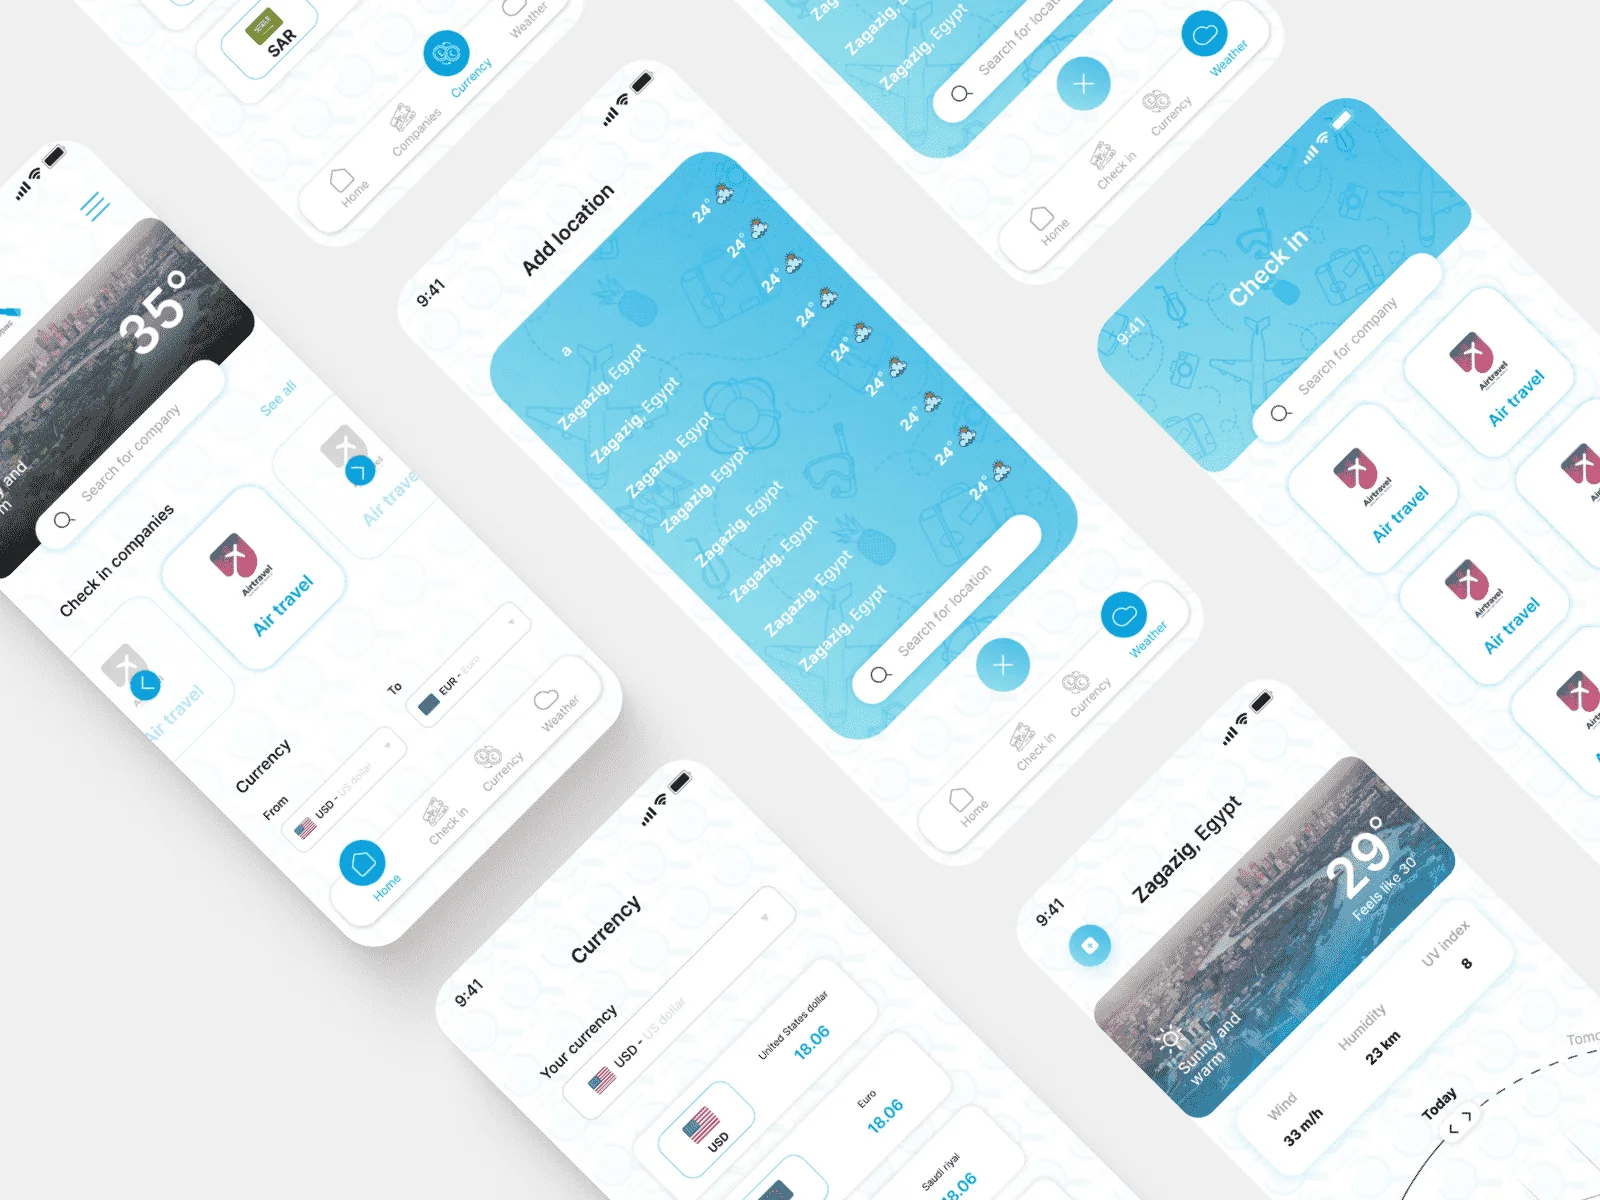 SAR
Home
Companies
Currency
Weather
Zagazig, Egypt
Zagazig, Egypt
Search for location
Home
Check in
Currency
Weather
35°
Search for company
Check in companies
See all
Airtravel
Air travel
Air travel
Air travel
Currency
From
To
USD - US dollar
EUR - Euro
Home
Check in
Currency
Weather
9:41
Add location
a
Zagazig, Egypt
Zagazig, Egypt
Zagazig, Egypt
Zagazig, Egypt
Zagazig, Egypt
Zagazig, Egypt
Zagazig, Egypt
Zagazig, Egypt
24°
24°
24°
24°
24°
24°
24°
24°
24°
Search for location
Home
Check in
Currency
Weather
9:41
Check in
Search for company
Airtravel
Air travel
Airtravel
Air travel
Airtravel
Air travel
9:41
Currency
Your currency
USD - US dollar
USD
United States dollar
18.06
Euro
18.06
Saudi riyal
18.06
9:41
Zagazig, Egypt
29°
Feels like 30°
Sunny and
warm
Wind
33 m/h
Humidity
23 km
UV index
8
Today